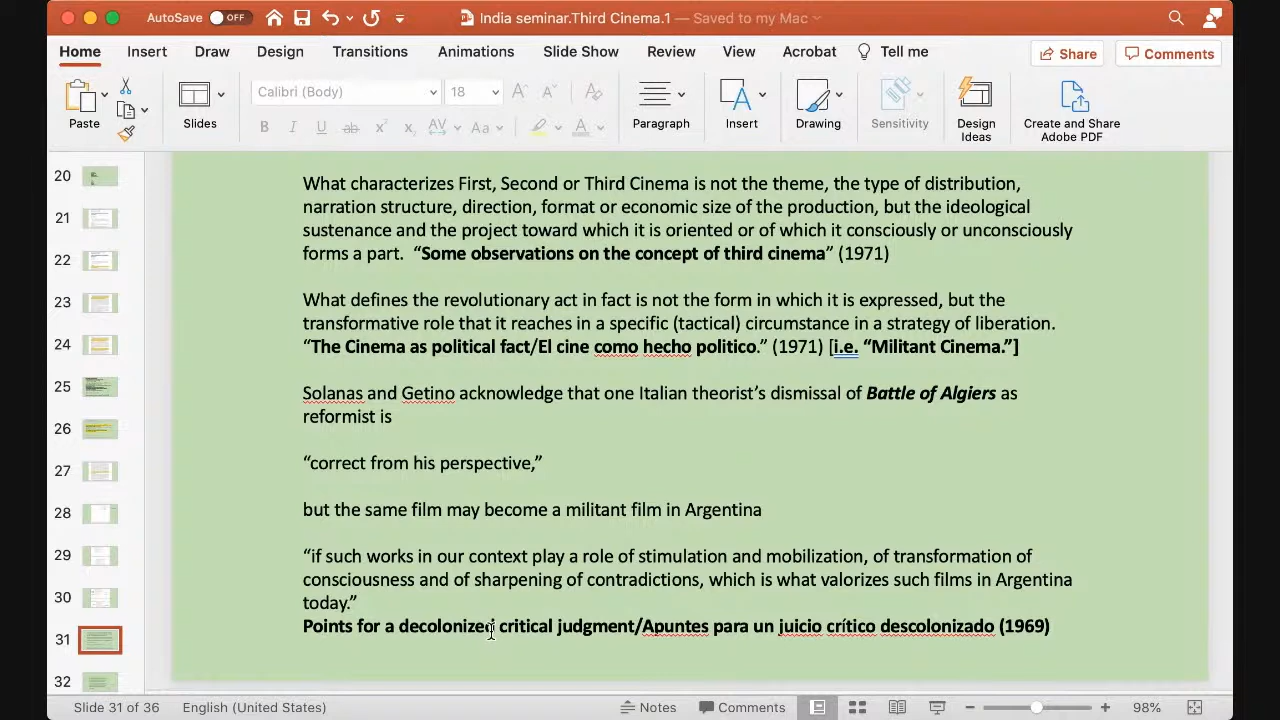 AutoSave OFF India seminar.Third Cinema.1 — Saved to my Mac
Home Insert Draw Design Transitions Animations Slide Show Review View Acrobat Tell me Share Comments
Calibri (Body) 18
Paste Slides Paragraph Insert Drawing Sensitivity Design Ideas Create and Share Adobe PDF
20
21
22
23
24
25
26
27
28
29
30
31
32
What characterizes First, Second or Third Cinema is not the theme, the type of distribution,
narration structure, direction, format or economic size of the production, but the ideological
sustenance and the project toward which it is oriented or of which it consciously or unconsciously
forms a part. “Some observations on the concept of third cinema” (1971)
What defines the revolutionary act in fact is not the form in which it is expressed, but the
transformative role that it reaches in a specific (tactical) circumstance in a strategy of liberation.
“The Cinema as political fact/El cine como hecho politico.” (1971) [i.e. “Militant Cinema.”]
Solanas and Getino acknowledge that one Italian theorist’s dismissal of Battle of Algiers as
reformist is
“correct from his perspective,”
but the same film may become a militant film in Argentina
“if such works in our context play a role of stimulation and mobilization, of transformation of
consciousness and of sharpening of contradictions, which is what valorizes such films in Argentina
today.”
Points for a decolonized critical judgment/Apuntes para un juicio crítico descolonizado (1969)
Slide 31 of 36 English (United States) Notes Comments 98%